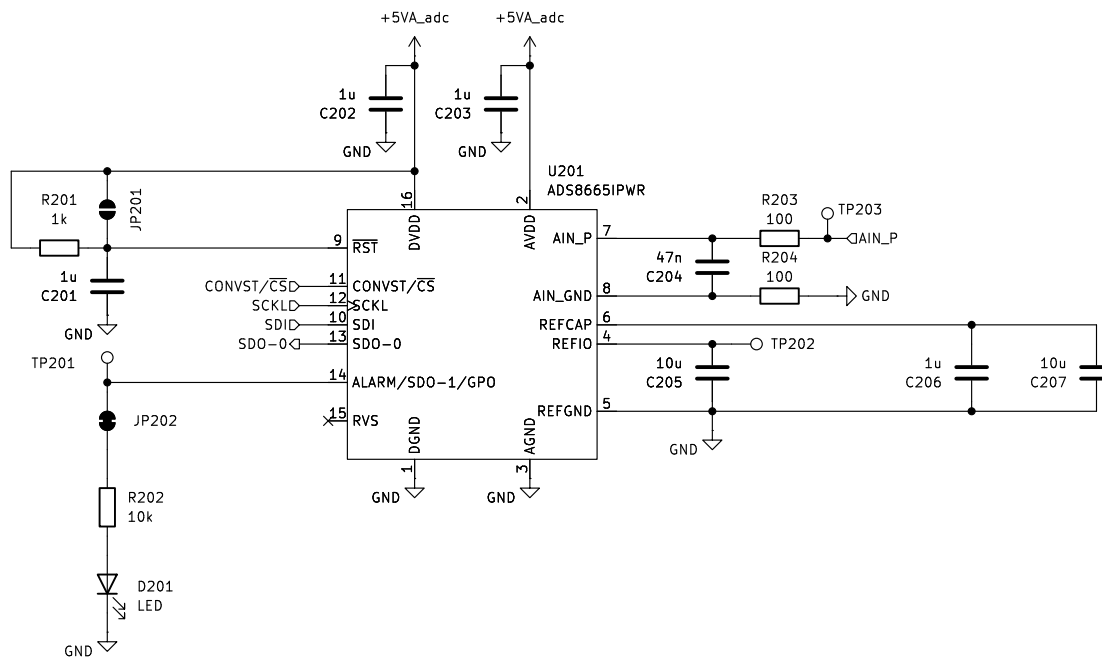 +5VA_adc
+5VA_adc
1u
C202
1u
C203
GND
GND
U201
ADS8665IPWR
R201
1k
JP201
16
DVDD
2
AVDD
R203
100
TP203
AIN_P
7
AIN_P
9
RST
47n
C204
R204
100
1u
C201
11
CONVST/CS
CONVST/CS
8
AIN_GND
GND
12
SCKL
SCKL
10
SDI
SDI
6
REFCAP
GND
13
SDO-0
SDO-0
4
REFIO
TP202
TP201
10u
C205
1u
C206
10u
C207
14
ALARM/SDO-1/GPO
5
REFGND
JP202
15
RVS
DGND
1
AGND
3
GND
GND
GND
R202
10k
D201
LED
GND